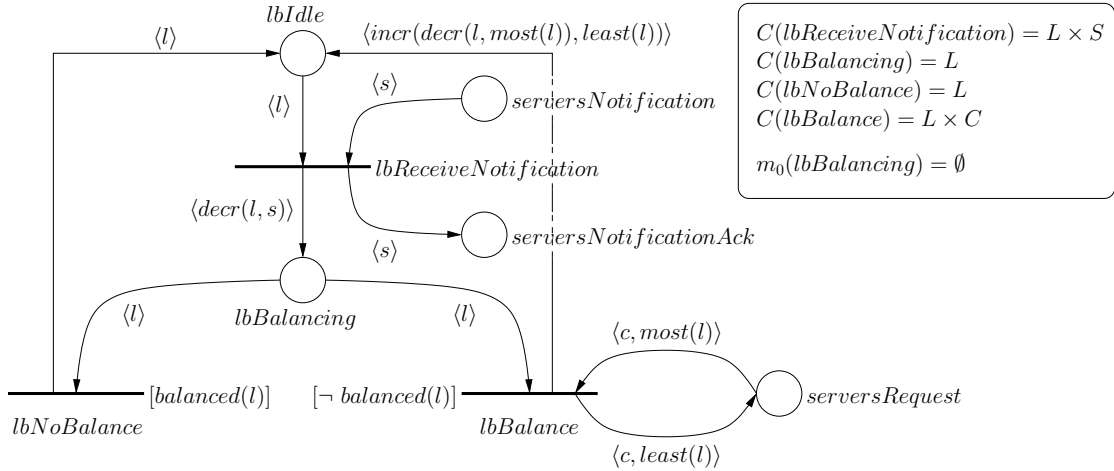 lbIdle
⟨l⟩
⟨incr(decr(l, most(l)), least(l))⟩
C(lbReceiveNotification) = L × S
C(lbBalancing) = L
C(lbNoBalance) = L
C(lbBalance) = L × C
m₀(lbBalancing) = ∅
⟨l⟩
⟨s⟩
serversNotification
lbReceiveNotification
⟨decr(l, s)⟩
⟨s⟩
serversNotificationAck
lbBalancing
⟨l⟩
⟨l⟩
⟨c, most(l)⟩
[balanced(l)]
[¬ balanced(l)]
serversRequest
lbNoBalance
lbBalance
⟨c, least(l)⟩